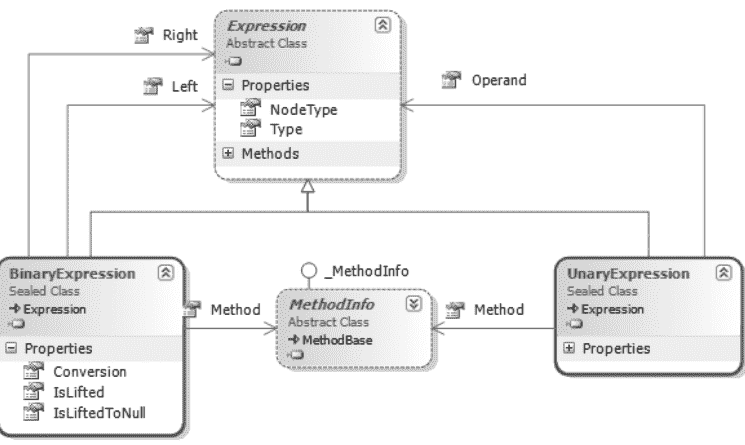 Expression
Abstract Class
Properties
NodeType
Type
Methods
Right
Left
Operand
BinaryExpression
Sealed Class
Expression
Properties
Conversion
IsLifted
IsLiftedToNull
Method
_MethodInfo
MethodInfo
Abstract Class
MethodBase
Method
UnaryExpression
Sealed Class
Expression
Properties